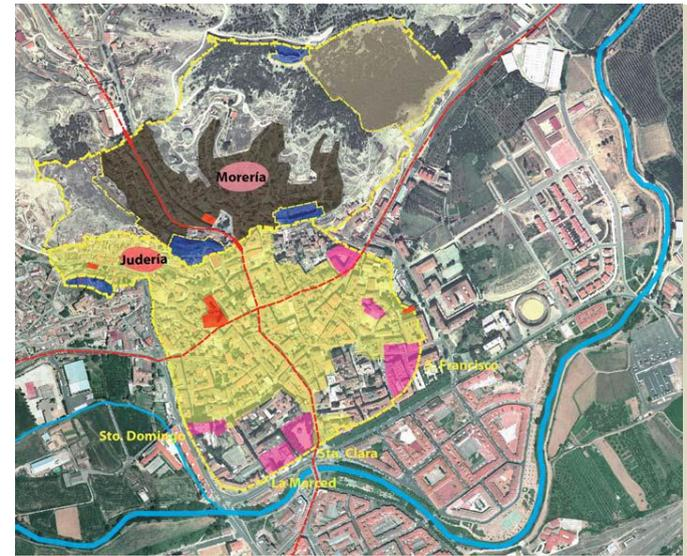 Morería
Judería
S. Francisco
Sto. Domingo
Sta. Clara
La Merced